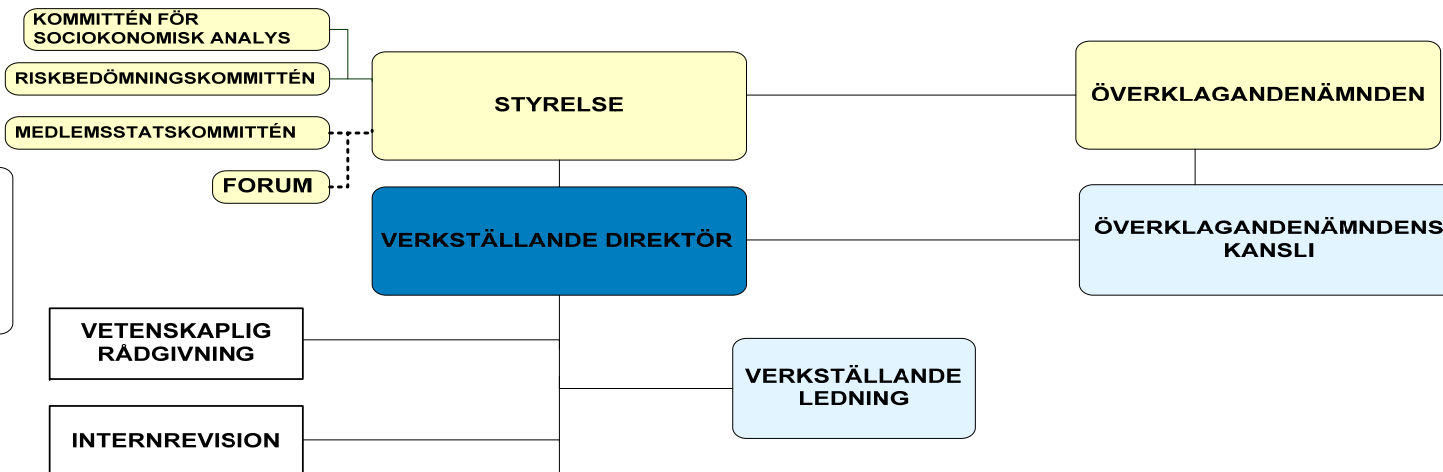 KOMMITTÉN FÖR
SOCIOKONOMISK ANALYS
RISKBEDÖMNINGSKOMMITTÉN
MEDLEMSSTATSKOMMITTÉN
FORUM
STYRELSE
ÖVERKLAGANDENÄMNDEN
VERKSTÄLLANDE DIREKTÖR
ÖVERKLAGANDENÄMNDENS
KANSLI
VETENSKAPLIG
RÅDGIVNING
VERKSTÄLLANDE
LEDNING
INTERNREVISION